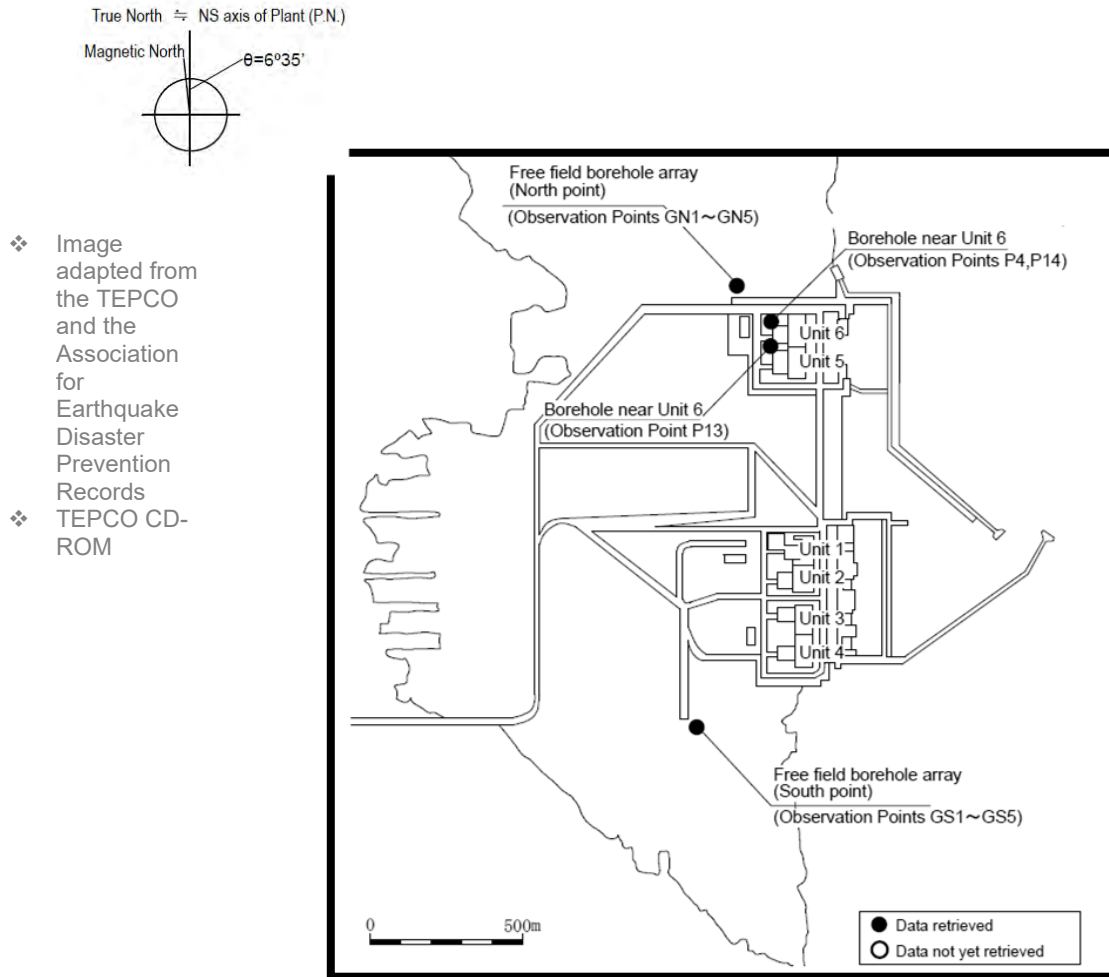 True North ≒ NS axis of Plant (P.N.)
Magnetic North
θ=6º35'
❖ Image
adapted from
the TEPCO
and the
Association
for
Earthquake
Disaster
Prevention
Records
❖ TEPCO CD-
ROM
Free field borehole array
(North point)
(Observation Points GN1～GN5)
Borehole near Unit 6
(Observation Points P4,P14)
Unit 6
Unit 5
Borehole near Unit 6
(Observation Point P13)
Unit 1
Unit 2
Unit 3
Unit 4
Free field borehole array
(South point)
(Observation Points GS1～GS5)
0 500m
Data retrieved
Data not yet retrieved